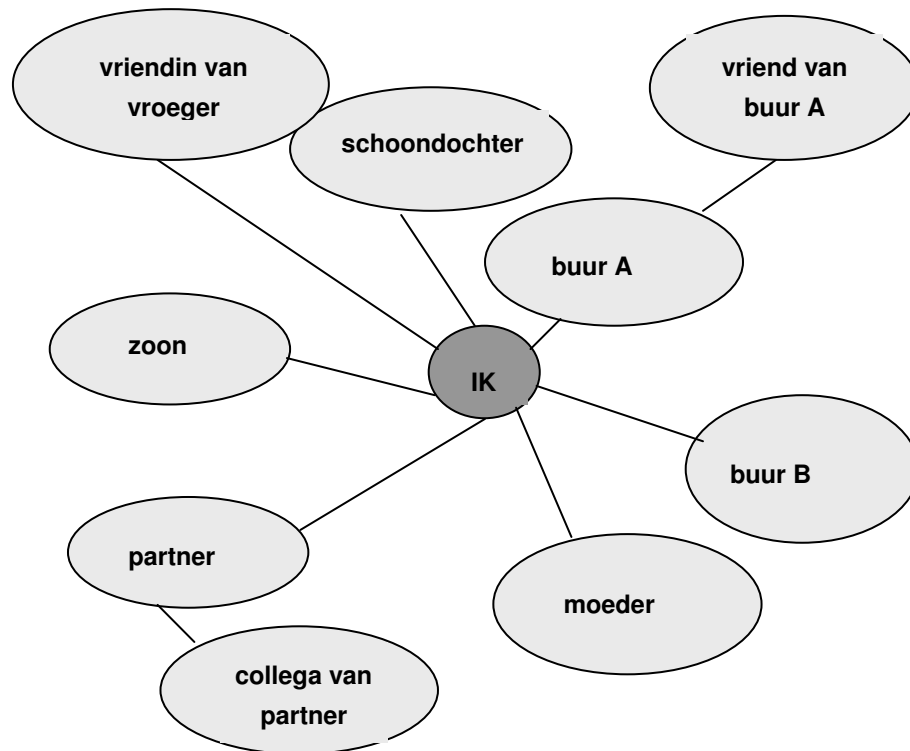 vriendin van
vroeger
vriend van
buur A
schoondochter
buur A
zoon
IK
buur B
partner
moeder
collega van
partner